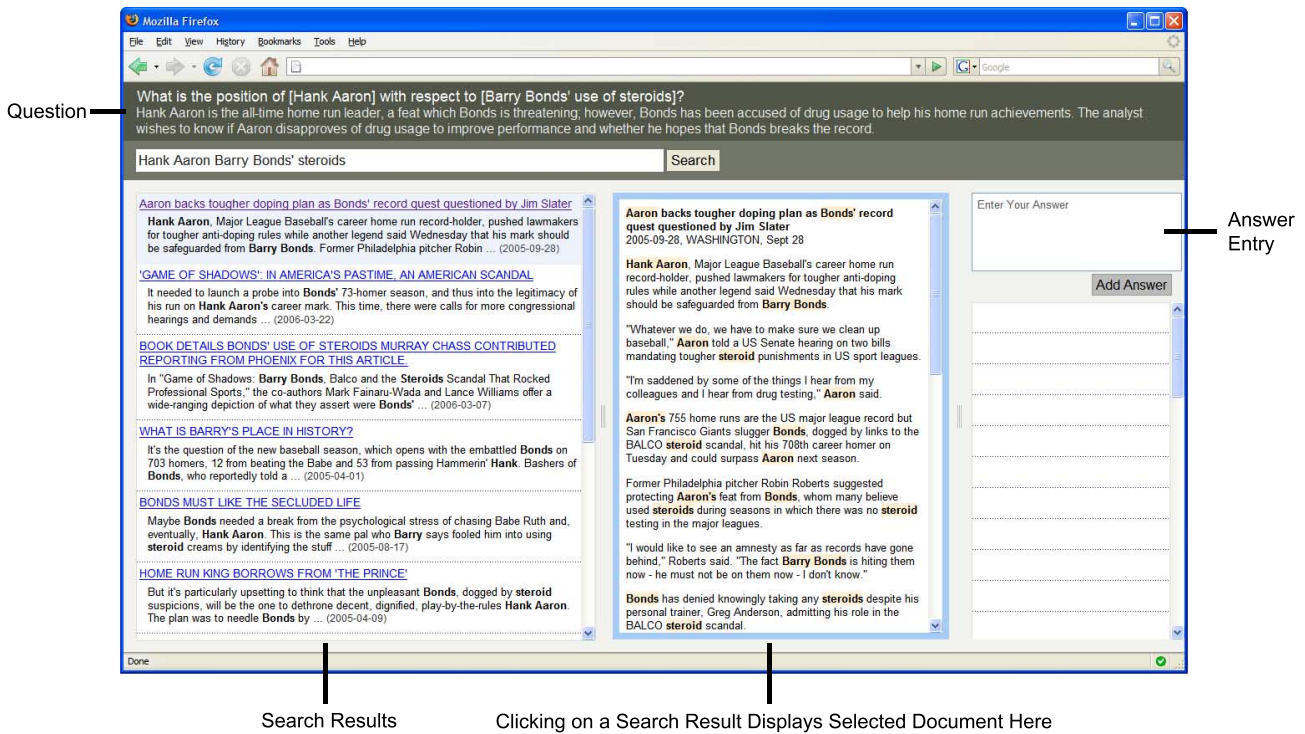 Mozilla Firefox
File Edit View History Bookmarks Tools Help
G Google
What is the position of [Hank Aaron] with respect to [Barry Bonds' use of steroids]?
Hank Aaron is the all-time home run leader, a feat which Bonds is threatening; however, Bonds has been accused of drug usage to help his home run achievements. The analyst
wishes to know if Aaron disapproves of drug usage to improve performance and whether he hopes that Bonds breaks the record.
Question
Hank Aaron Barry Bonds' steroids
Search
Aaron backs tougher doping plan as Bonds' record quest questioned by Jim Slater
Hank Aaron, Major League Baseball's career home run record-holder, pushed lawmakers
for tougher anti-doping rules while another legend said Wednesday that his mark should
be safeguarded from Barry Bonds. Former Philadelphia pitcher Robin ... (2005-09-28)
'GAME OF SHADOWS': IN AMERICA'S PASTIME, AN AMERICAN SCANDAL
It needed to launch a probe into Bonds' 73-homer season, and thus into the legitimacy of
his run on Hank Aaron's career mark. This time, there were calls for more congressional
hearings and demands ... (2006-03-22)
BOOK DETAILS BONDS' USE OF STEROIDS MURRAY CHASS CONTRIBUTED
REPORTING FROM PHOENIX FOR THIS ARTICLE.
In "Game of Shadows: Barry Bonds, Balco and the Steroids Scandal That Rocked
Professional Sports," the co-authors Mark Fainaru-Wada and Lance Williams offer a
wide-ranging depiction of what they assert were Bonds' ... (2006-03-07)
WHAT IS BARRY'S PLACE IN HISTORY?
It's the question of the new baseball season, which opens with the embattled Bonds on
703 homers, 12 from beating the Babe and 53 from passing Hammerin' Hank. Bashers of
Bonds, who reportedly told a ... (2005-04-01)
BONDS MUST LIKE THE SECLUDED LIFE
Maybe Bonds needed a break from the psychological stress of chasing Babe Ruth and,
eventually, Hank Aaron. This is the same pal who Barry says fooled him into using
steroid creams by identifying the stuff ... (2005-08-17)
HOME RUN KING BORROWS FROM 'THE PRINCE'
But it's particularly upsetting to think that the unpleasant Bonds, dogged by steroid
suspicions, will be the one to dethrone decent, dignified, play-by-the-rules Hank Aaron.
The plan was to needle Bonds by ... (2005-04-09)
Aaron backs tougher doping plan as Bonds' record
quest questioned by Jim Slater
2005-09-28, WASHINGTON, Sept 28
Hank Aaron, Major League Baseball's career home run
record-holder, pushed lawmakers for tougher anti-doping
rules while another legend said Wednesday that his mark
should be safeguarded from Barry Bonds.
"Whatever we do, we have to make sure we clean up
baseball," Aaron told a US Senate hearing on two bills
mandating tougher steroid punishments in US sport leagues.
"I'm saddened by some of the things I hear from my
colleagues and I hear from drug testing," Aaron said.
Aaron's 755 home runs are the US major league record but
San Francisco Giants slugger Bonds, dogged by links to the
BALCO steroid scandal, hit his 708th career homer on
Tuesday and could surpass Aaron next season.
Former Philadelphia pitcher Robin Roberts suggested
protecting Aaron's feat from Bonds, whom many believe
used steroids during seasons in which there was no steroid
testing in the major leagues.
"I would like to see an amnesty as far as records have gone
behind," Roberts said. "The fact Barry Bonds is hiting them
now - he must not be on them now - I don't know."
Bonds has denied knowingly taking any steroids despite his
personal trainer, Greg Anderson, admitting his role in the
BALCO steroid scandal.
Enter Your Answer
Add Answer
Answer
Entry
Done
Search Results
Clicking on a Search Result Displays Selected Document Here